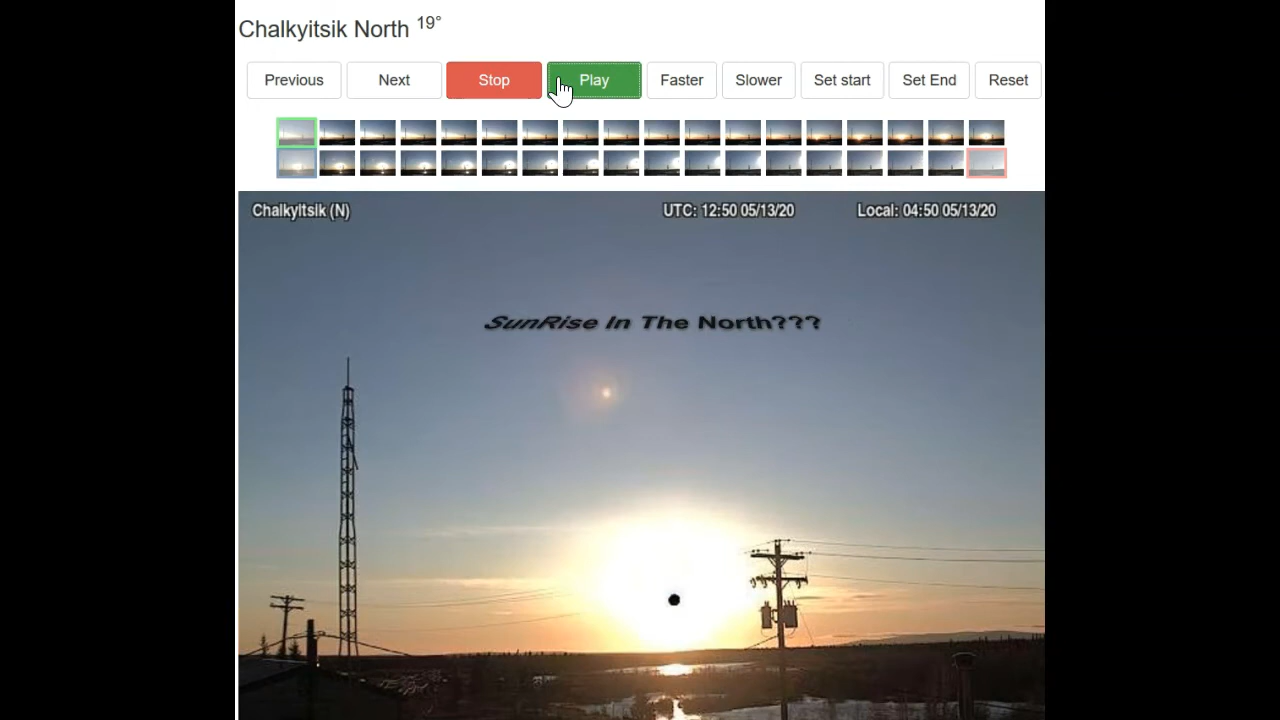 Chalkyitsik North 19°
Previous Next Stop Play Faster Slower Set start Set End Reset
Chalkyitsik (N) UTC: 12:50 05/13/20 Local: 04:50 05/13/20
SunRise In The North???